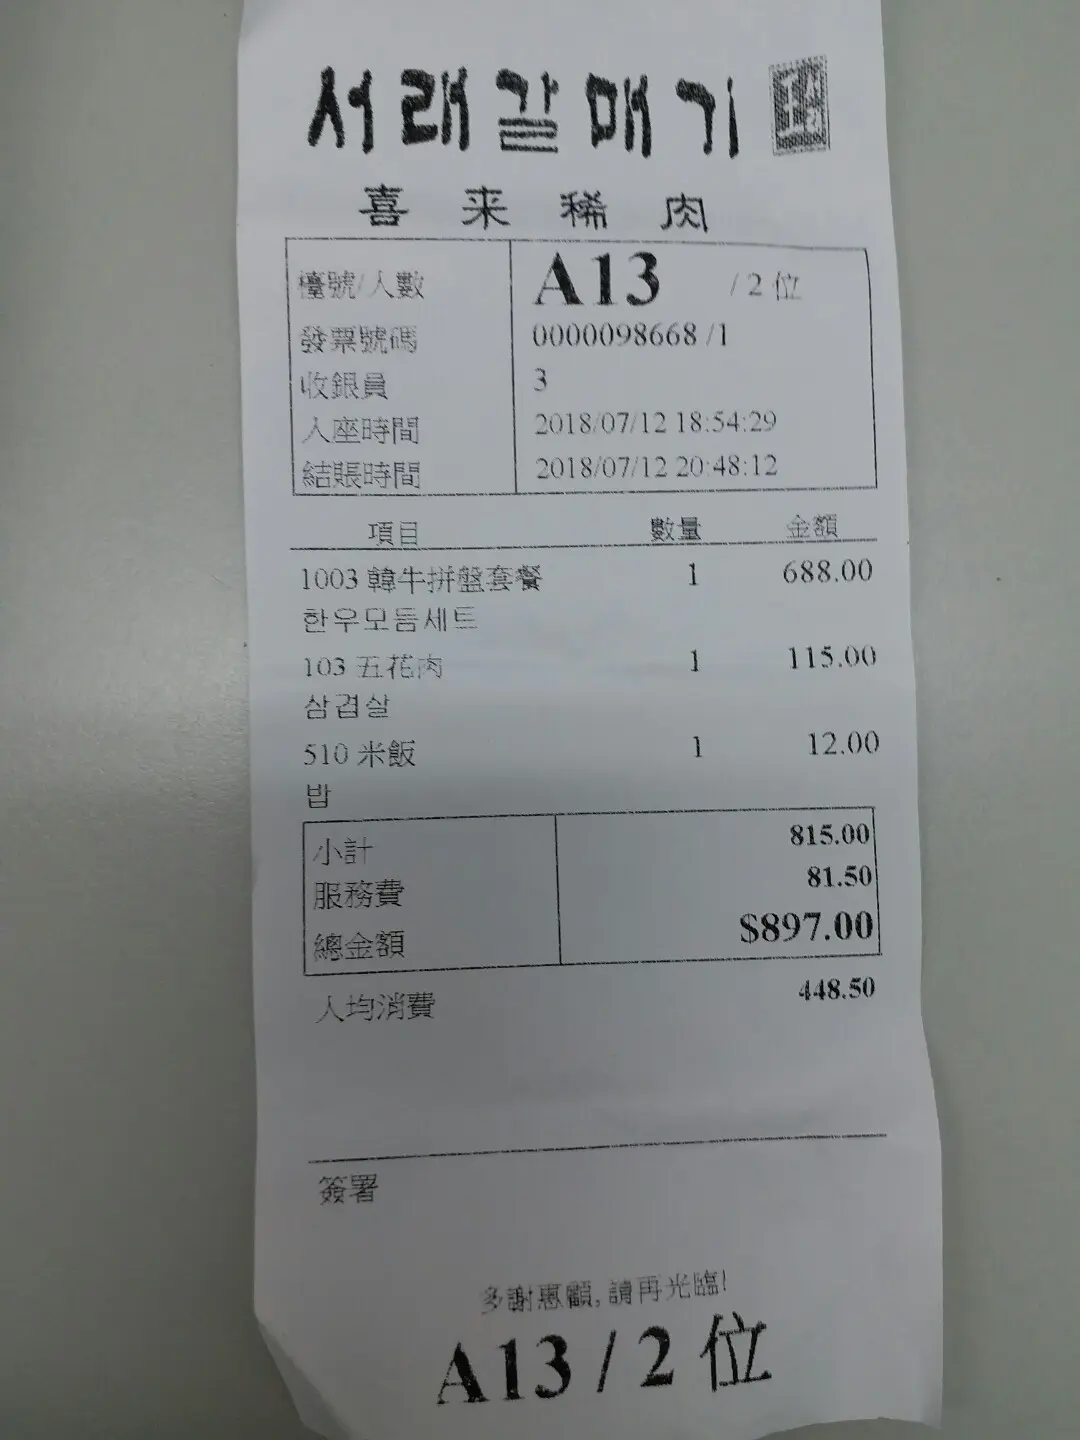 서래갈매기
喜来稀肉
檯號/人數 A13 / 2 位
發票號碼 0000098668 /1
收銀員 3
入座時間 2018/07/12 18:54:29
結賬時間 2018/07/12 20:48:12
項目 數量 金額
1003 韓牛拼盤套餐 1 688.00
한우모듬세트
103 五花肉 1 115.00
삼겹살
510 米飯 1 12.00
밥
小計 815.00
服務費 81.50
總金額 $897.00
人均消費 448.50
簽署
多謝惠顧, 請再光臨!
A13 / 2 位